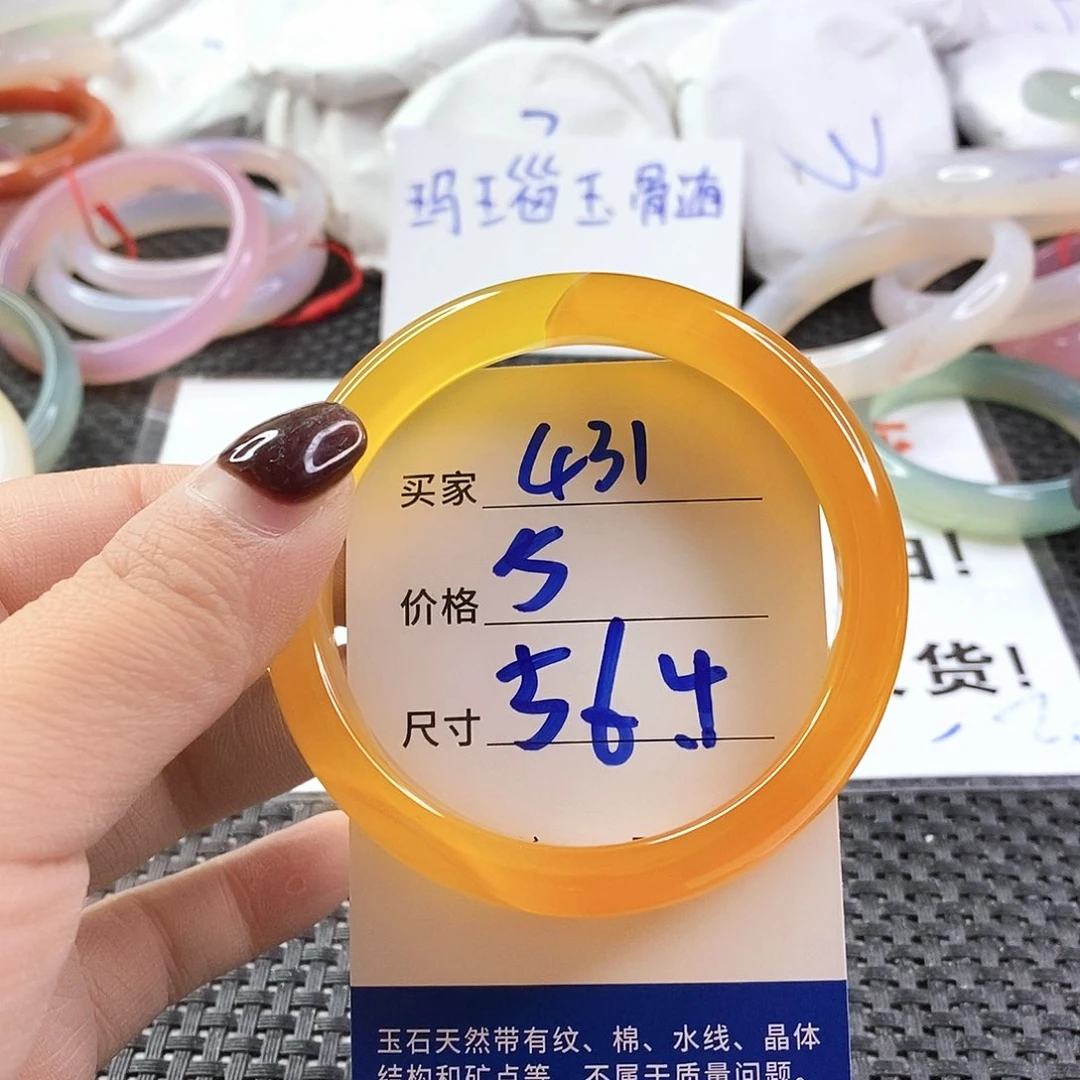 玛瑙玉骨髓
W
买家 431
价格 5
尺寸 56.4
货!
玉石天然带有纹、棉、水线、晶体
结构和矿点等，不属于质量问题。